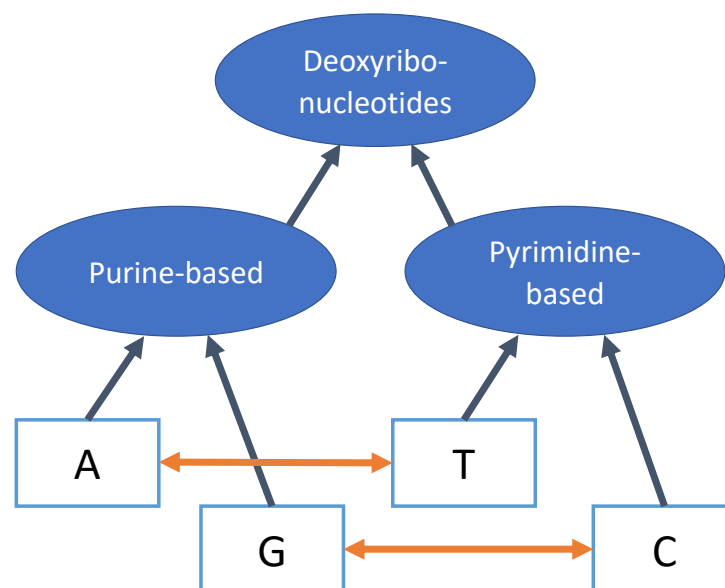 Deoxyribo-
nucleotides
Purine-based
Pyrimidine-
based
A
T
G
C